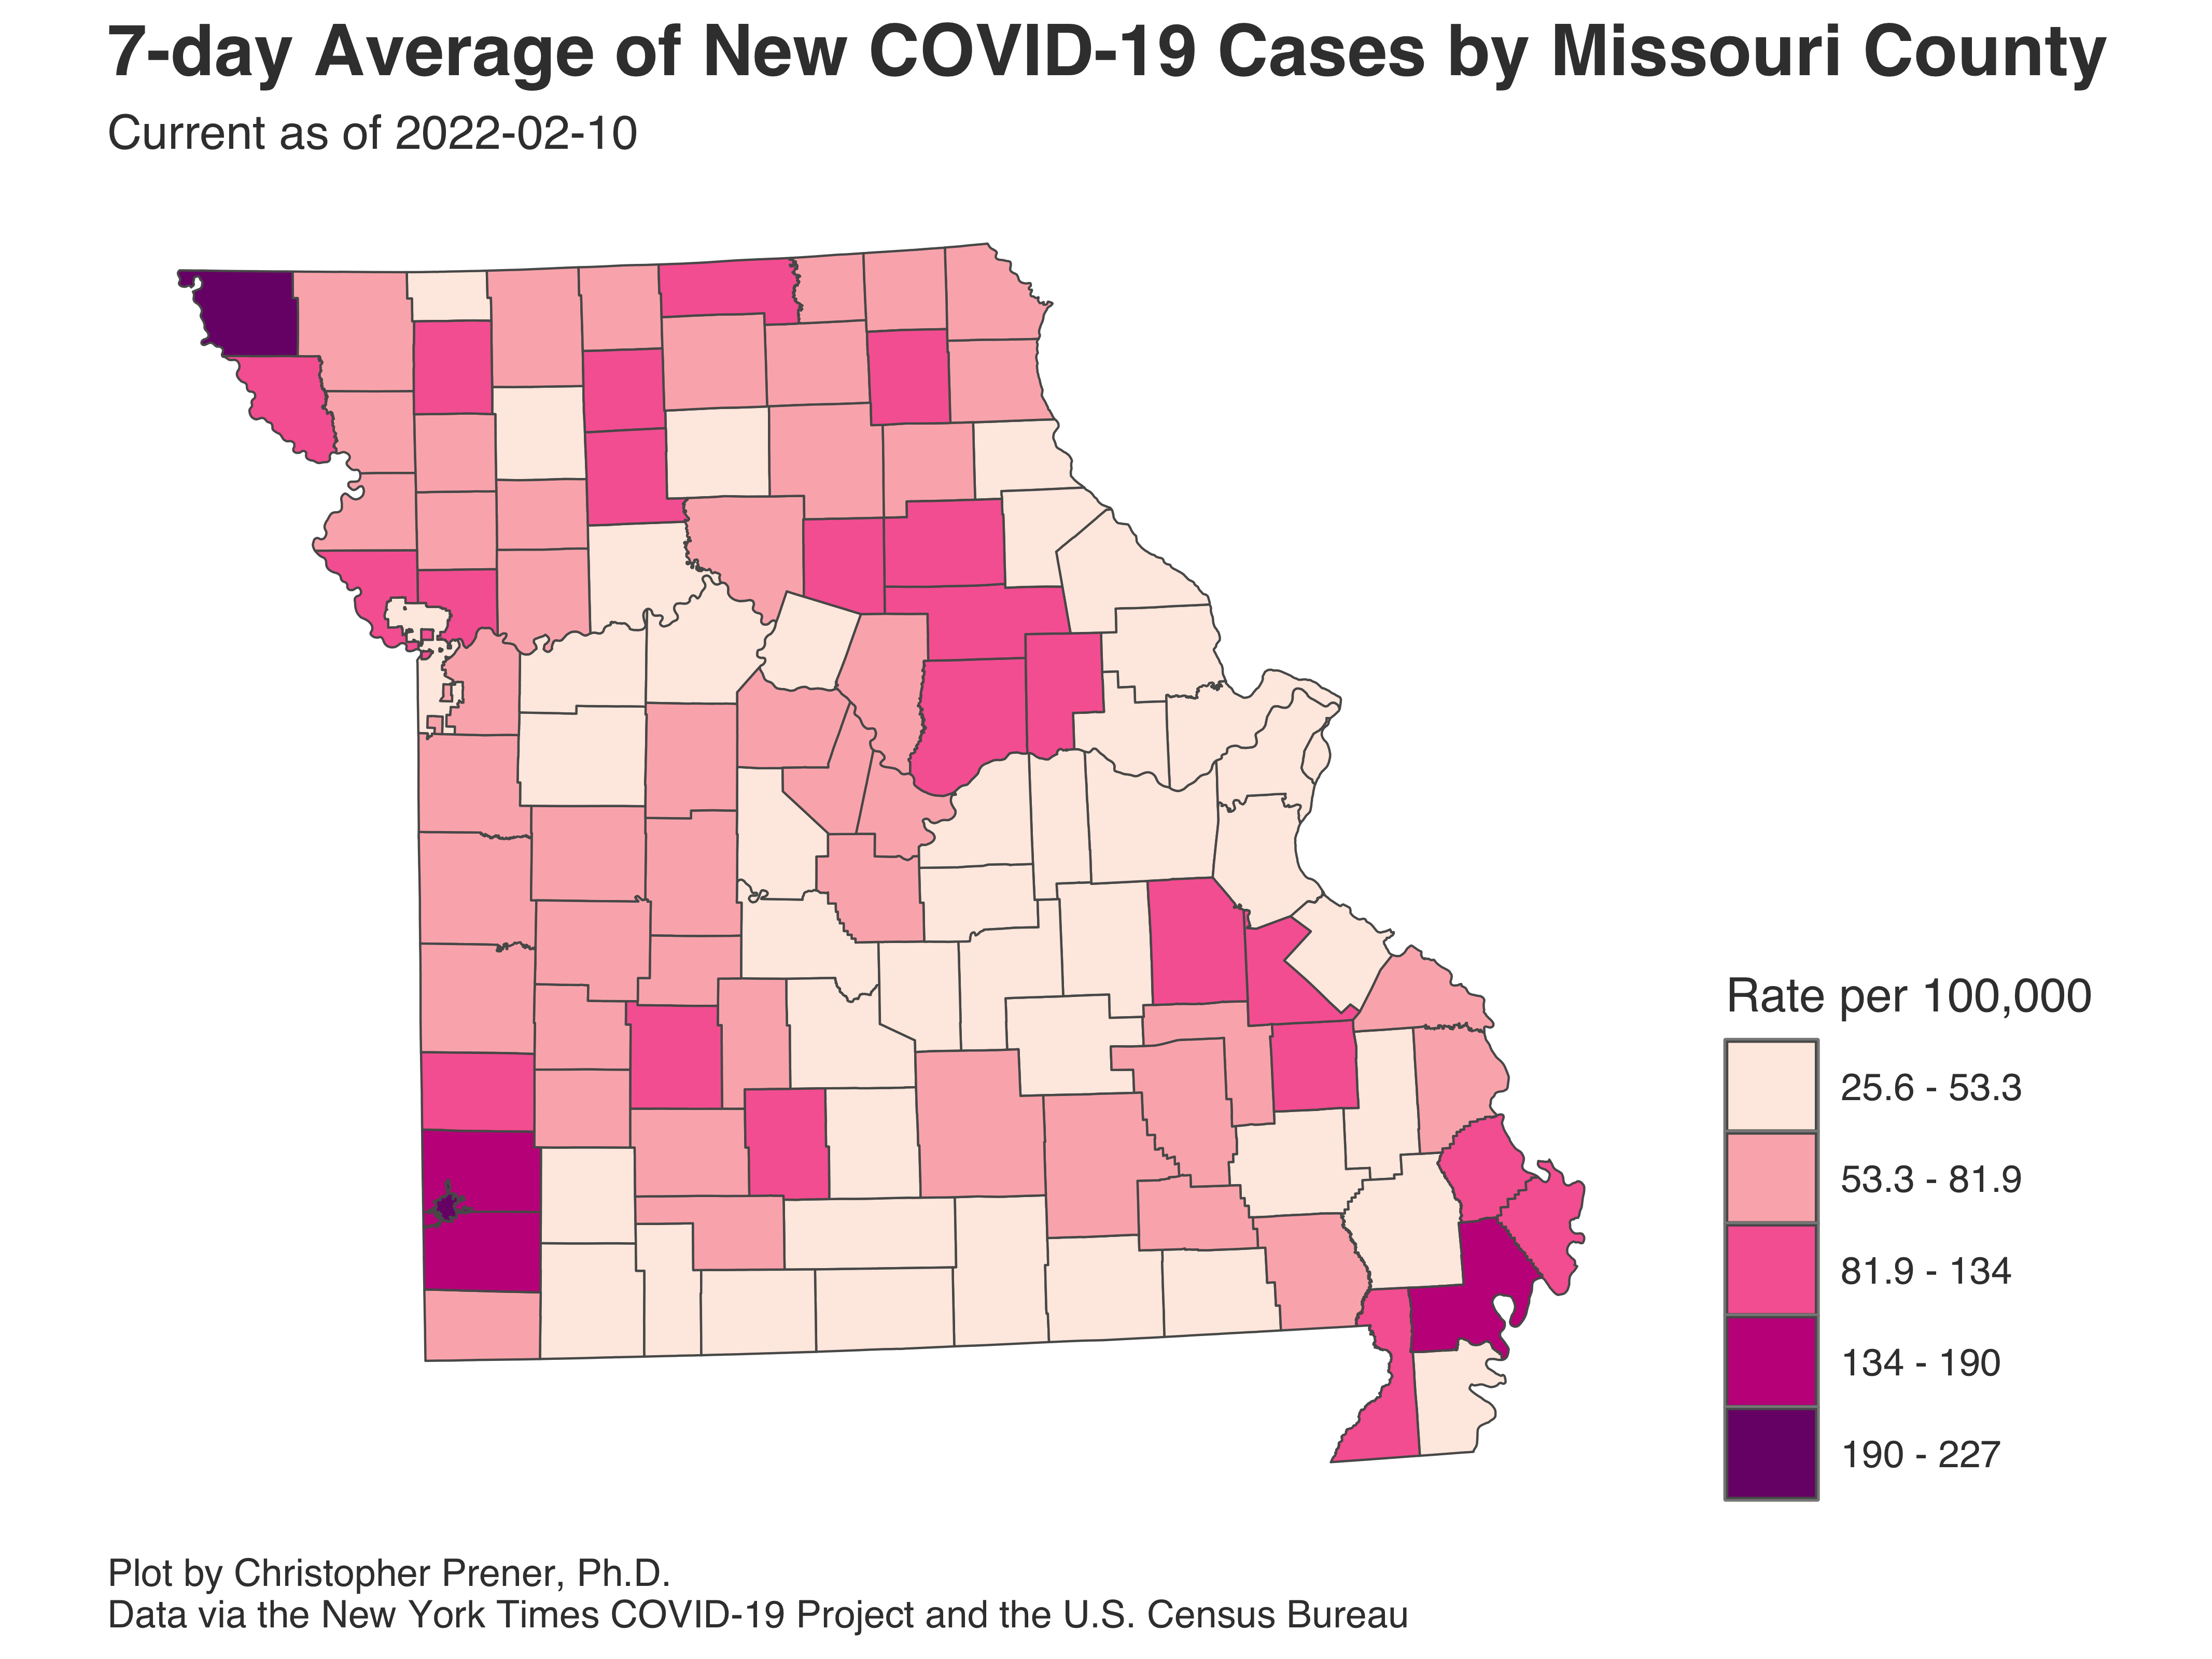 7-day Average of New COVID-19 Cases by Missouri County
Current as of 2022-02-10
Rate per 100,000
25.6 - 53.3
53.3 - 81.9
81.9 - 134
134 - 190
190 - 227
Plot by Christopher Prener, Ph.D.
Data via the New York Times COVID-19 Project and the U.S. Census Bureau